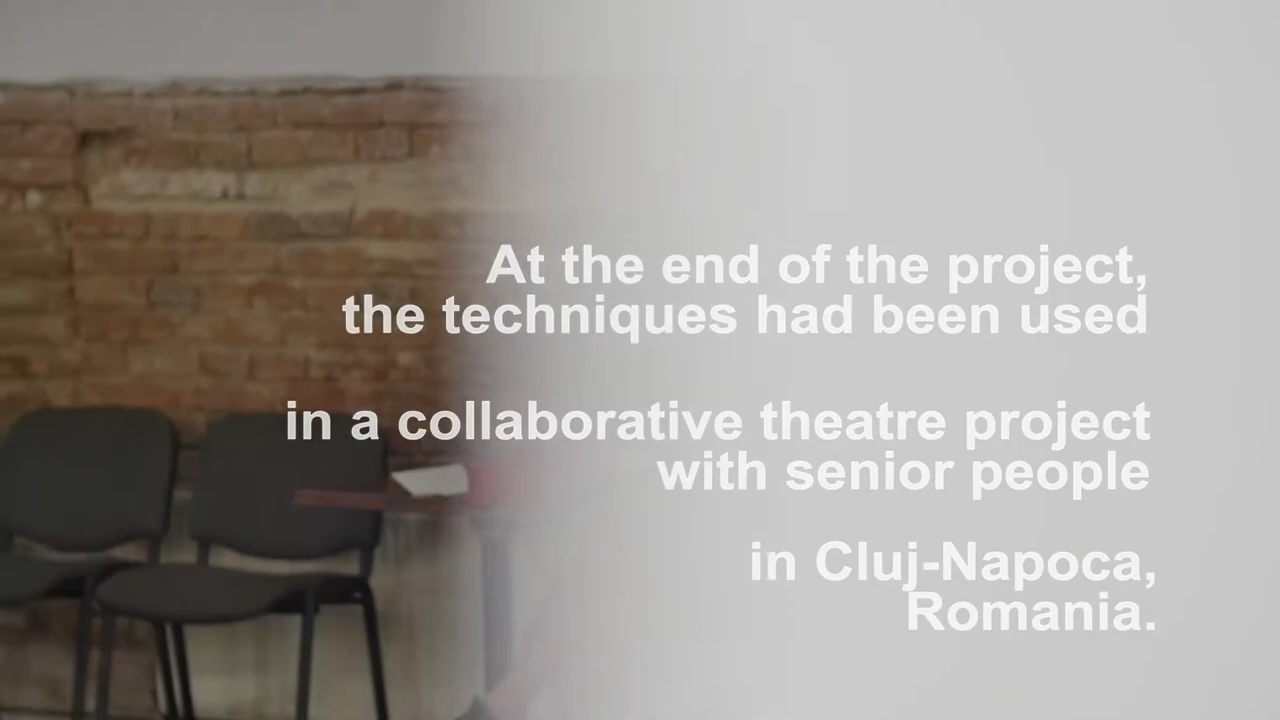 At the end of the project,
the techniques had been used
in a collaborative theatre project
with senior people
in Cluj-Napoca,
Romania.